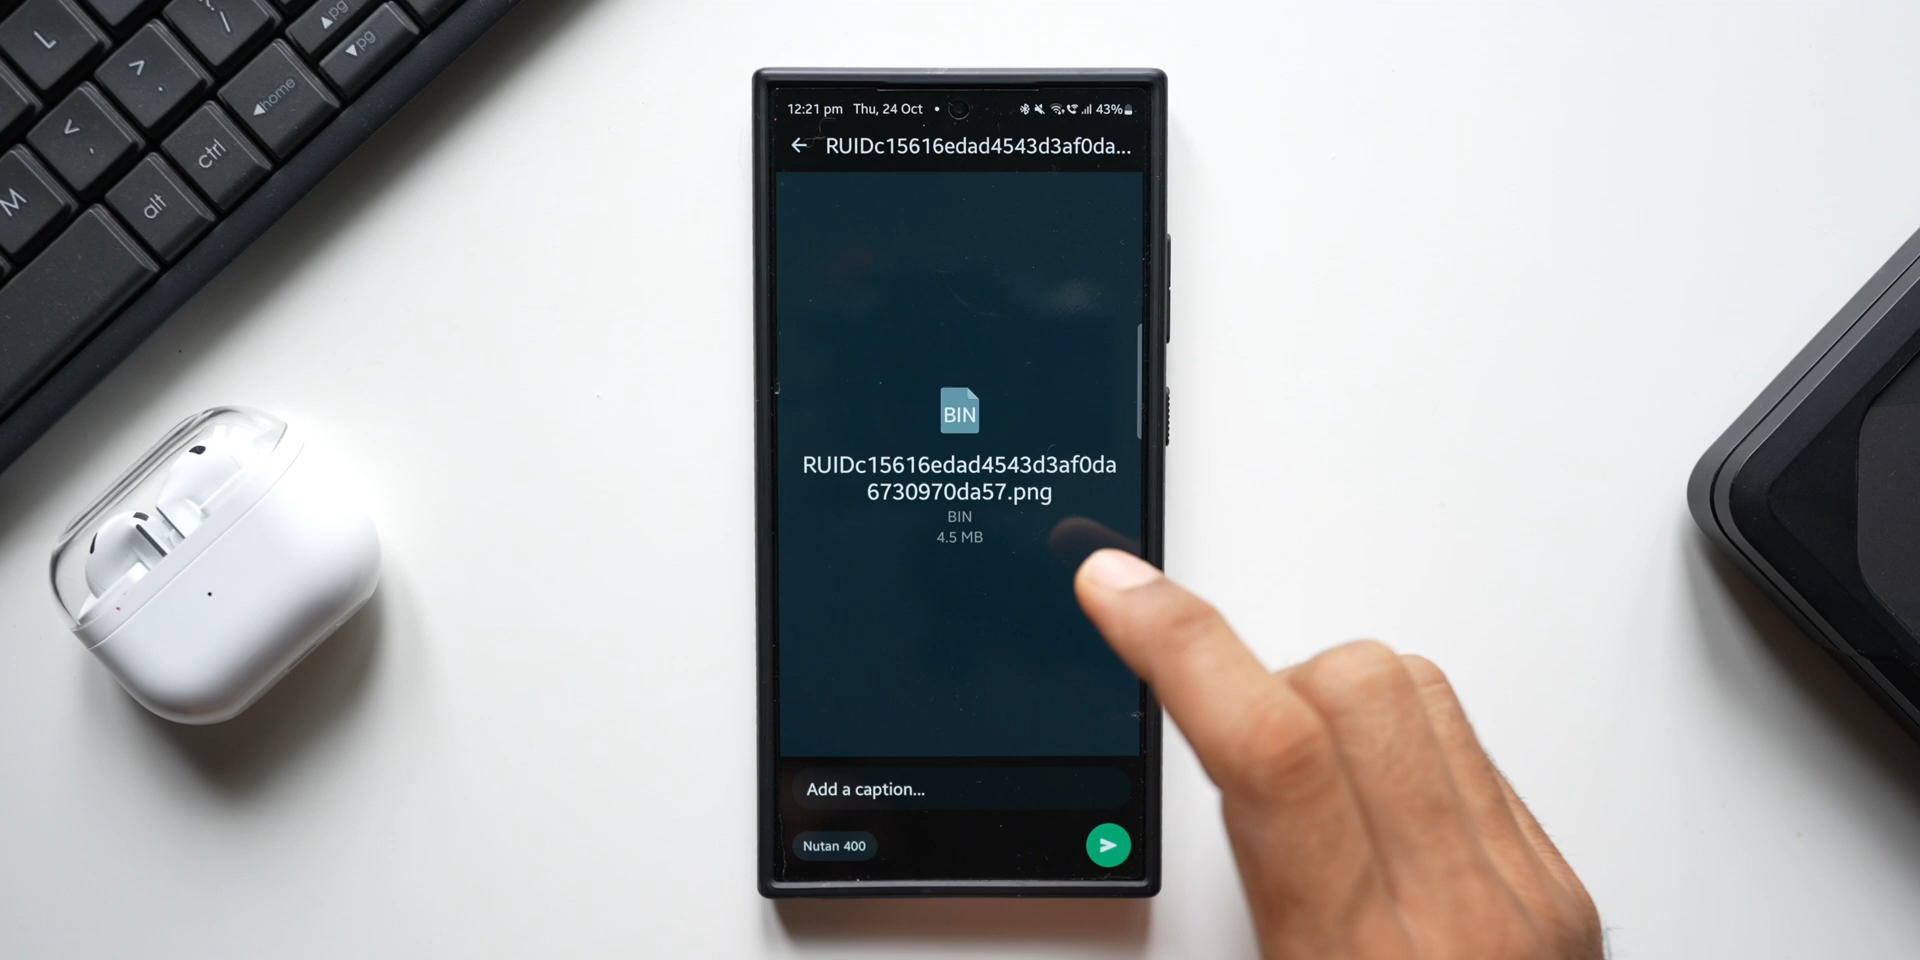 L
>
.
?
/
▲pg
▼pg
<
,
◀home
M
alt
ctrl
12:21 pm Thu, 24 Oct • 43%
RUIDc15616edad4543d3af0da...
BIN
RUIDc15616edad4543d3af0da
6730970da57.png
BIN
4.5 MB
Add a caption...
Nutan 400